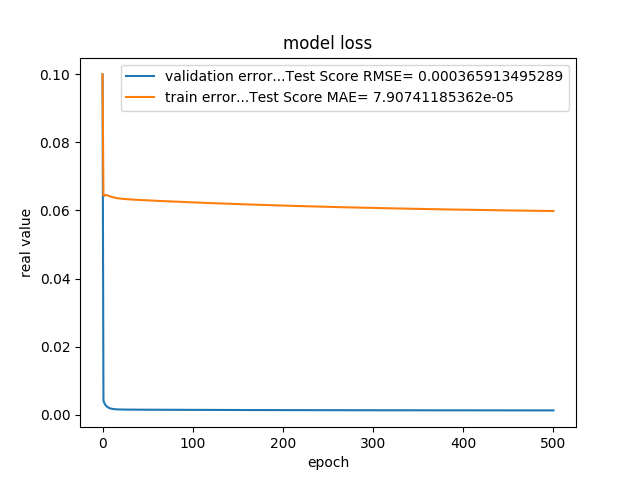 model loss
validation error...Test Score RMSE= 0.000365913495289
train error...Test Score MAE= 7.90741185362e-05
real value
0.10
0.08
0.06
0.04
0.02
0.00
0 100 200 300 400 500
epoch